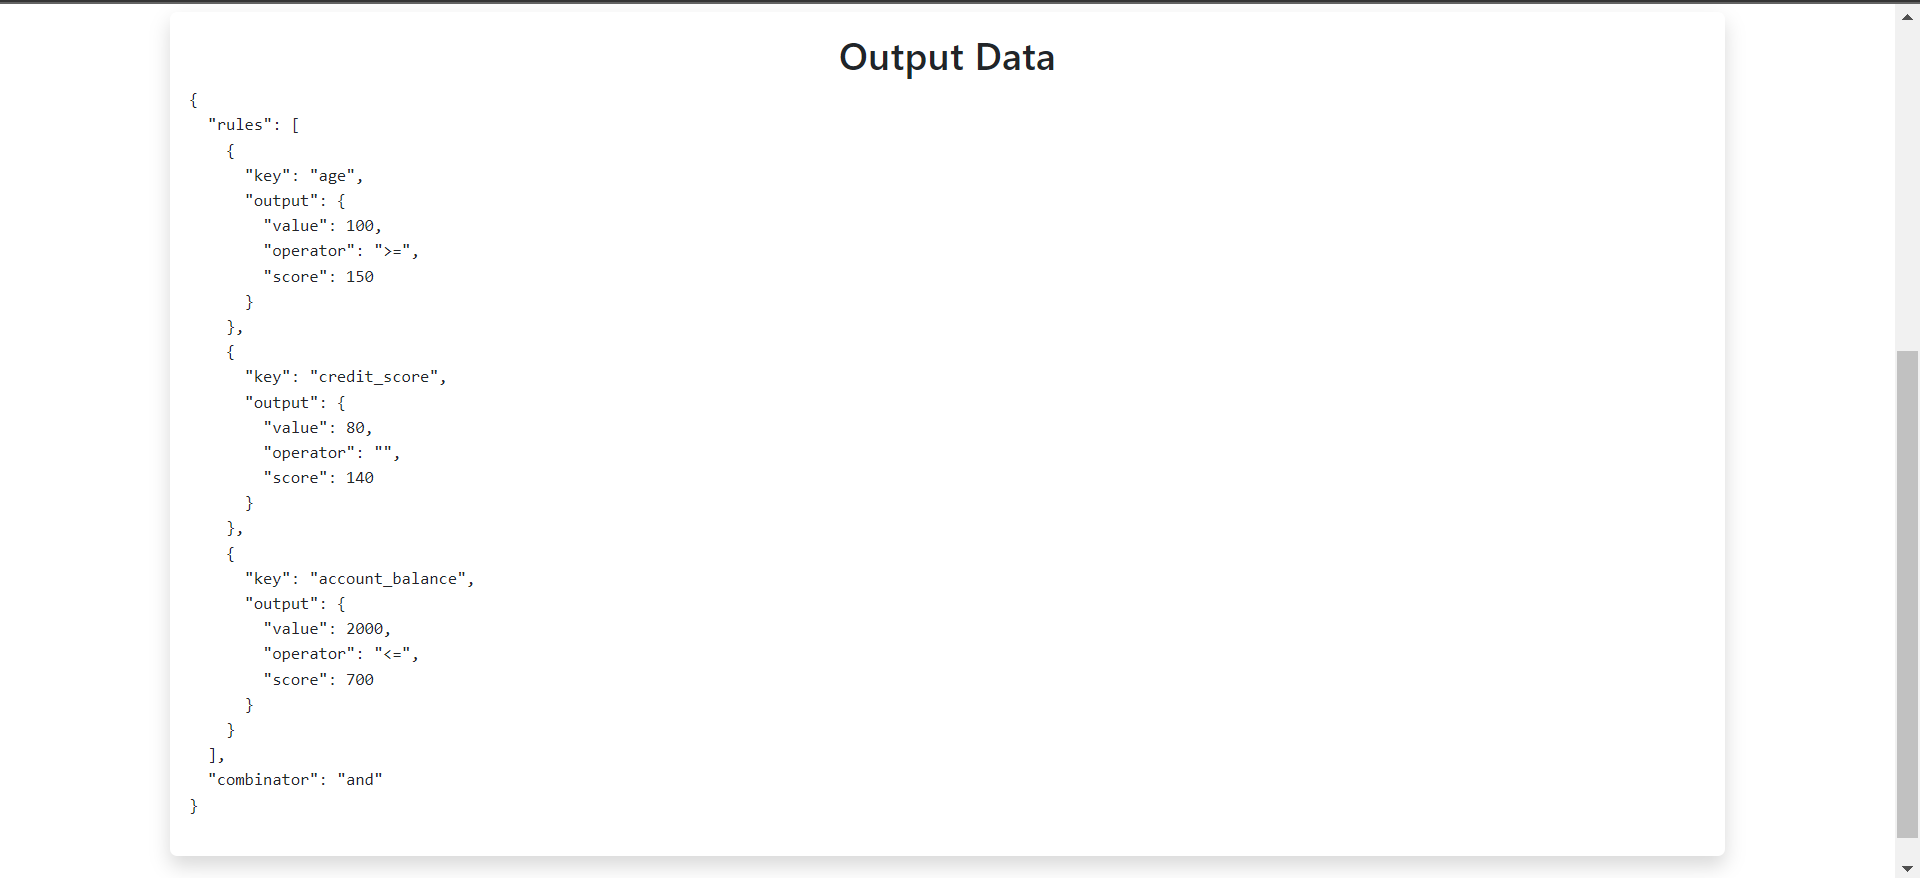 Output Data
{
  "rules": [
    {
      "key": "age",
      "output": {
        "value": 100,
        "operator": ">=",
        "score": 150
      }
    },
    {
      "key": "credit_score",
      "output": {
        "value": 80,
        "operator": "",
        "score": 140
      }
    },
    {
      "key": "account_balance",
      "output": {
        "value": 2000,
        "operator": "<=",
        "score": 700
      }
    }
  ],
  "combinator": "and"
}